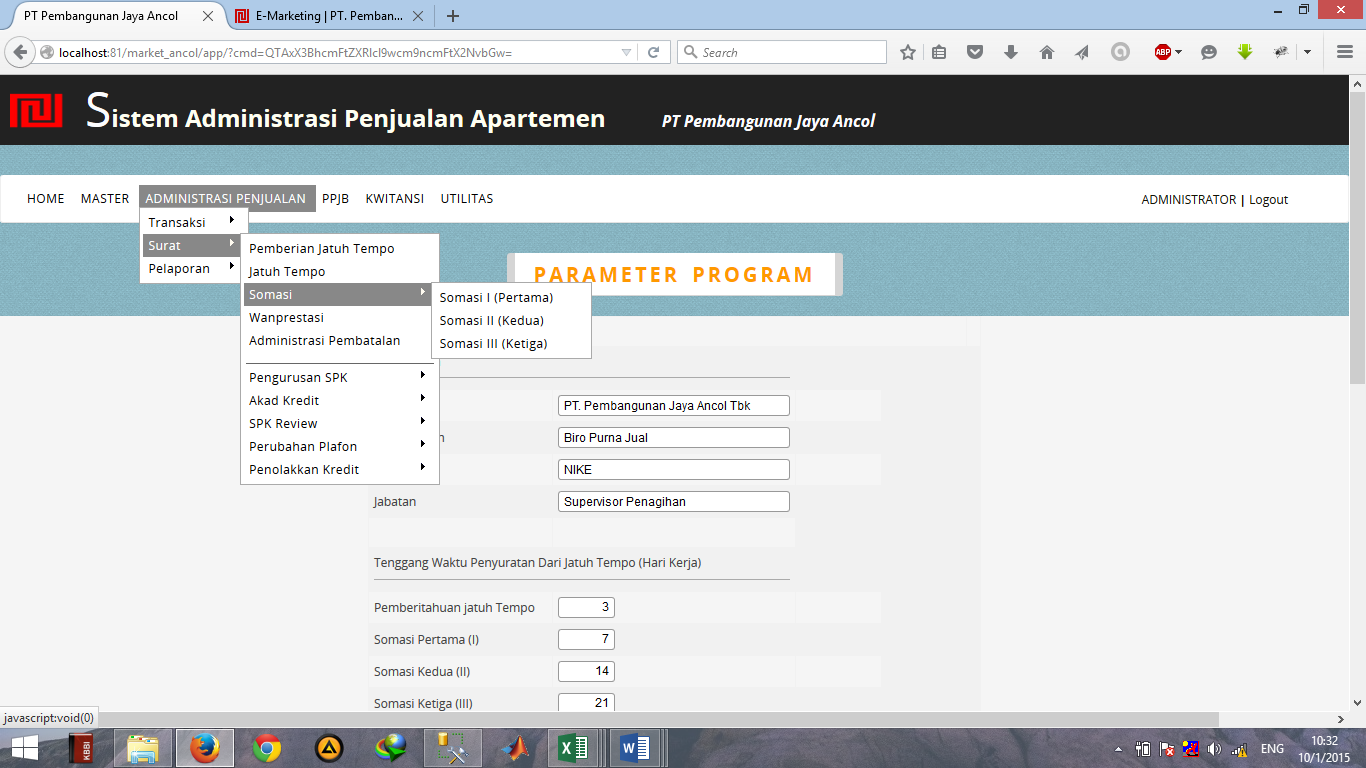 PT Pembangunan Jaya Ancol
E-Marketing | PT. Pemban...
localhost:81/market_ancol/app/?cmd=QTAxX3BhcmFtZXRlcl9wcm9ncmFtX2NvbGw=
Search
ABP
Sistem Administrasi Penjualan Apartemen
PT Pembangunan Jaya Ancol
HOME MASTER ADMINISTRASI PENJUALAN PPJB KWITANSI UTILITAS
ADMINISTRATOR | Logout
Transaksi
Surat
Pelaporan
Pemberian Jatuh Tempo
Jatuh Tempo
Somasi
Wanprestasi
Administrasi Pembatalan
Pengurusan SPK
Akad Kredit
SPK Review
Perubahan Plafon
Penolakkan Kredit
Somasi I (Pertama)
Somasi II (Kedua)
Somasi III (Ketiga)
PARAMETER PROGRAM
PT. Pembangunan Jaya Ancol Tbk
n Biro Purna Jual
NIKE
Jabatan Supervisor Penagihan
Tenggang Waktu Penyuratan Dari Jatuh Tempo (Hari Kerja)
Pemberitahuan jatuh Tempo 3
Somasi Pertama (I) 7
Somasi Kedua (II) 14
Somasi Ketiga (III) 21
javascript:void(0)
KBBI
ENG
10:32
10/1/2015